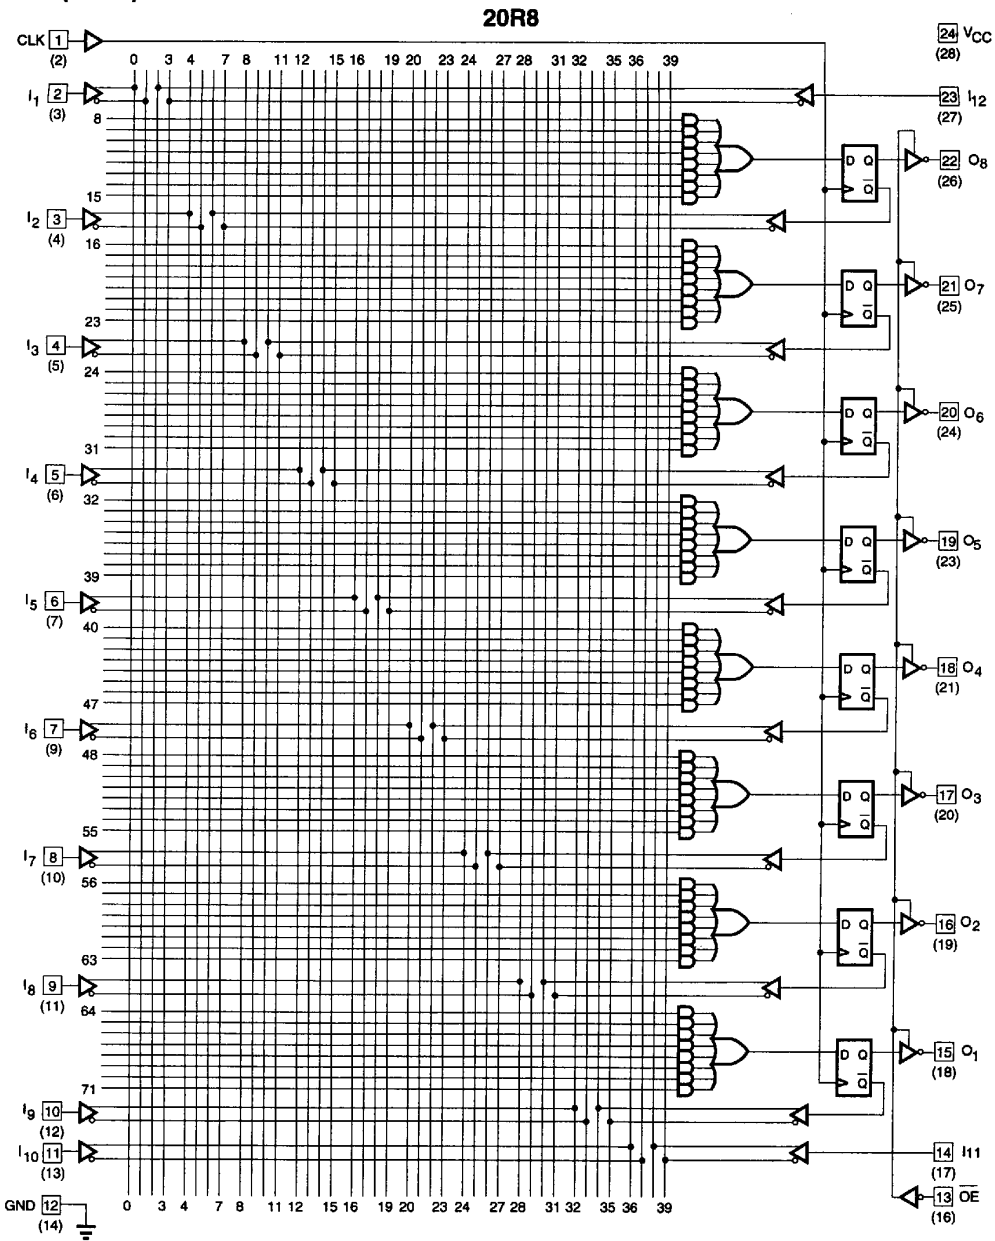 20R8
CLK 1 (2)
24 VCC (28)
0 3 4 7 8 11 12 15 16 19 20 23 24 27 28 31 32 35 36 39
I1 2 (3)
23 I12 (27)
8
D Q Q
22 O8 (26)
15
I2 3 (4)
16
D Q Q
21 O7 (25)
23
I3 4 (5)
24
D Q Q
20 O6 (24)
31
I4 5 (6)
32
D Q Q
19 O5 (23)
39
I5 6 (7)
40
D Q Q
18 O4 (21)
47
I6 7 (9)
48
D Q Q
17 O3 (20)
55
I7 8 (10)
56
D Q Q
16 O2 (19)
63
I8 9 (11)
64
D Q Q
15 O1 (18)
71
I9 10 (12)
I10 11 (13)
14 I11 (17)
0 3 4 7 8 11 12 15 16 19 20 23 24 27 28 31 32 35 36 39
GND 12 (14)
13 OE (16)